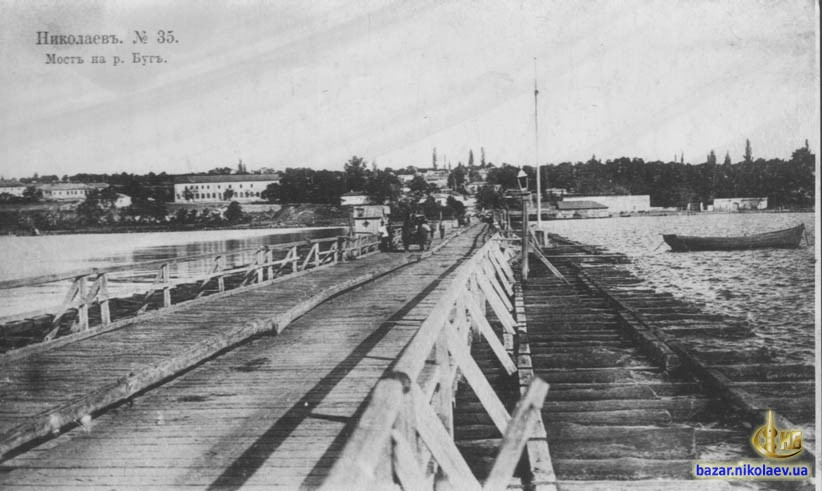 Николаевъ. № 35.
Мостъ на р. Бугъ.
bazar.nikolaev.ua